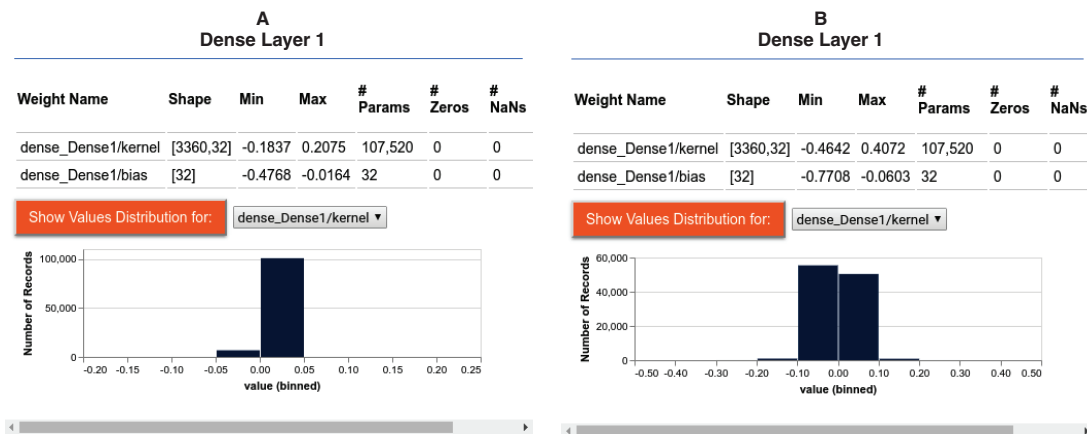 A
Dense Layer 1
Weight Name Shape Min Max # Params # Zeros # NaNs
dense_Dense1/kernel [3360,32] -0.1837 0.2075 107,520 0 0
dense_Dense1/bias [32] -0.4768 -0.0164 32 0 0
Show Values Distribution for: dense_Dense1/kernel ▼
Number of Records
100,000
50,000
0
-0.20 -0.15 -0.10 -0.05 0.00 0.05 0.10 0.15 0.20 0.25
value (binned)
B
Dense Layer 1
Weight Name Shape Min Max # Params # Zeros # NaNs
dense_Dense1/kernel [3360,32] -0.4642 0.4072 107,520 0 0
dense_Dense1/bias [32] -0.7708 -0.0603 32 0 0
Show Values Distribution for: dense_Dense1/kernel ▼
Number of Records
60,000
40,000
20,000
0
-0.50 -0.40 -0.30 -0.20 -0.10 0.00 0.10 0.20 0.30 0.40 0.50
value (binned)